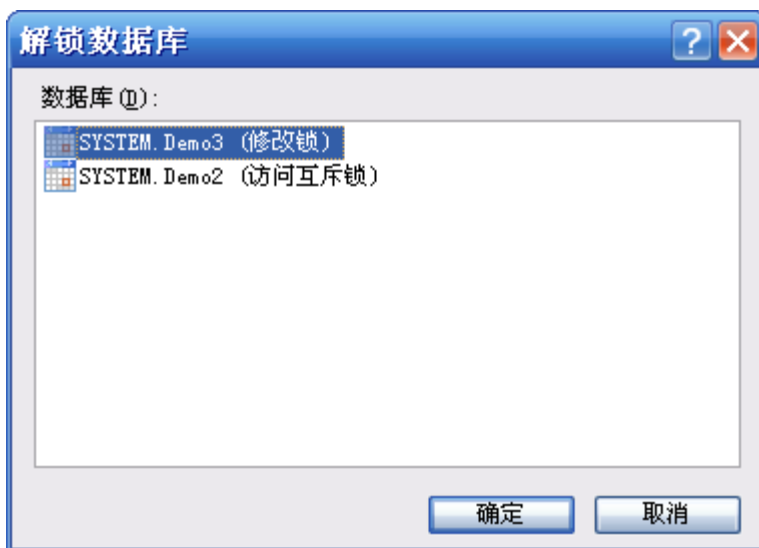 解锁数据库
数据库(D):
SYSTEM.Demo3 (修改锁)
SYSTEM.Demo2 (访问互斥锁)
确定
取消